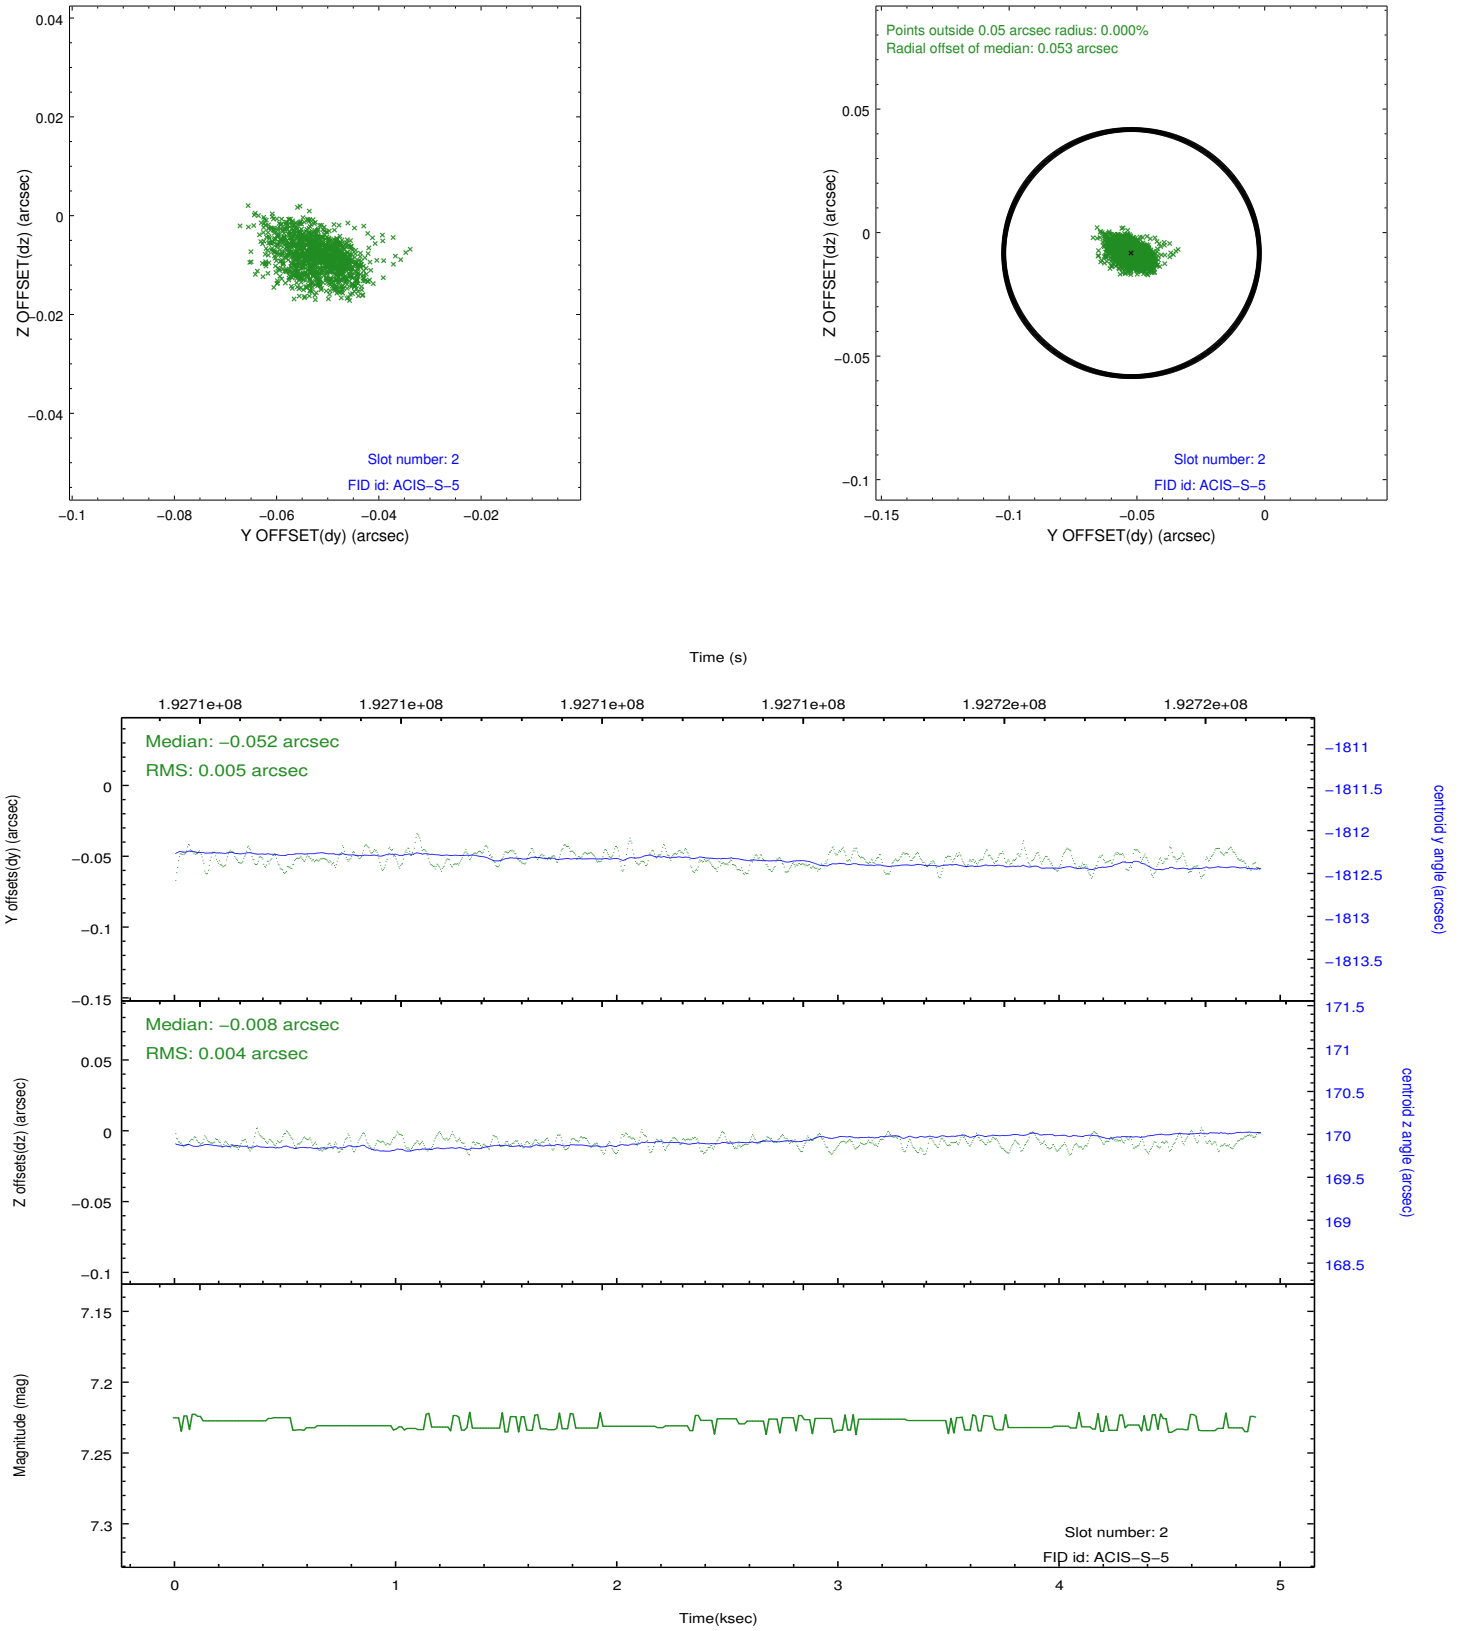 0.04
0.02
0
−0.02
−0.04
Z OFFSET(dz) (arcsec)
Slot number: 2
FID id: ACIS−S−5
−0.1
−0.08
−0.06
−0.04
−0.02
Y OFFSET(dy) (arcsec)
Points outside 0.05 arcsec radius: 0.000%
Radial offset of median: 0.053 arcsec
0.05
0
−0.05
−0.1
Z OFFSET(dz) (arcsec)
Slot number: 2
FID id: ACIS−S−5
−0.15
−0.1
−0.05
0
Y OFFSET(dy) (arcsec)
Time (s)
1.9271e+08
1.9271e+08
1.9271e+08
1.9271e+08
1.9272e+08
1.9272e+08
Median: −0.052 arcsec
RMS: 0.005 arcsec
0
−0.05
−0.1
−0.15
Y offsets(dy) (arcsec)
−1811
−1811.5
−1812
−1812.5
−1813
−1813.5
centroid y angle (arcsec)
Median: −0.008 arcsec
RMS: 0.004 arcsec
0.05
0
−0.05
−0.1
Z offsets(dz) (arcsec)
171.5
171
170.5
170
169.5
169
168.5
centroid z angle (arcsec)
7.15
7.2
7.25
7.3
Magnitude (mag)
Slot number: 2
FID id: ACIS−S−5
0
1
2
3
4
5
Time(ksec)